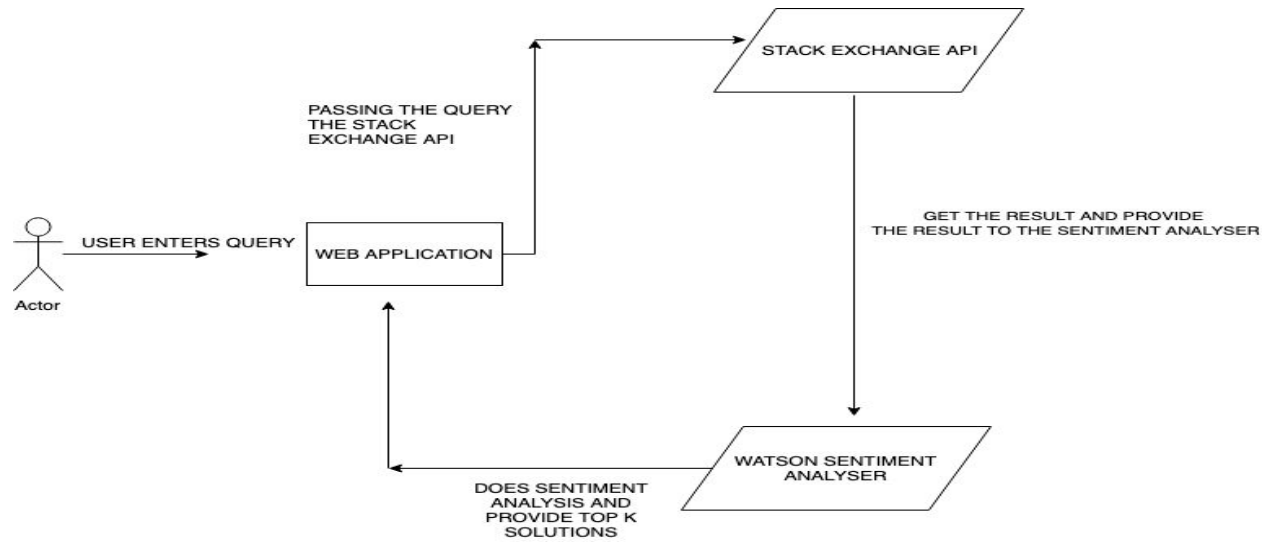 STACK EXCHANGE API
PASSING THE QUERY
THE STACK
EXCHANGE API
USER ENTERS QUERY
WEB APPLICATION
Actor
GET THE RESULT AND PROVIDE
THE RESULT TO THE SENTIMENT ANALYSER
WATSON SENTIMENT
ANALYSER
DOES SENTIMENT
ANALYSIS AND
PROVIDE TOP K
SOLUTIONS